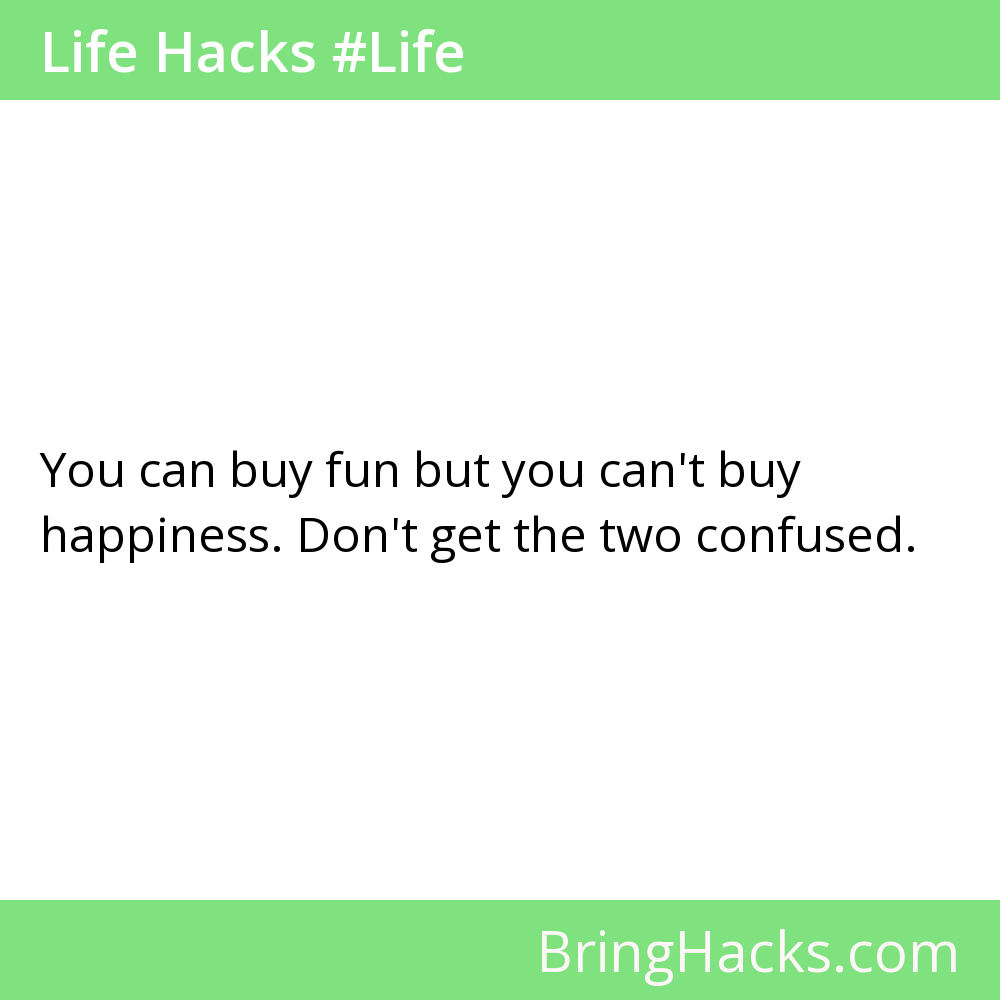 Life Hacks #Life
You can buy fun but you can't buy
happiness. Don't get the two confused.
BringHacks.com